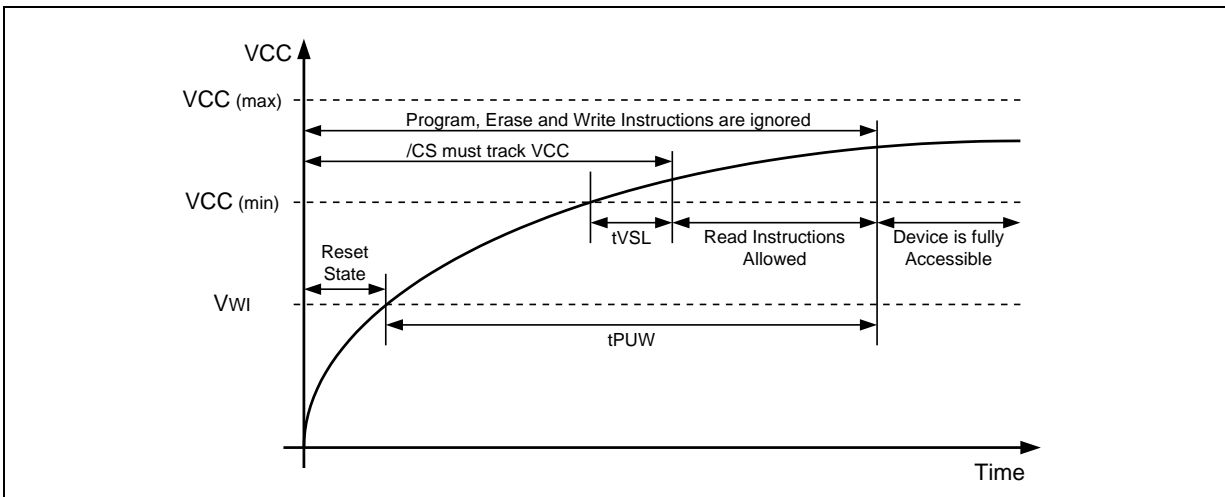 VCC
VCC (max)
Program, Erase and Write Instructions are ignored
/CS must track VCC
VCC (min)
tVSL
Read Instructions
Allowed
Device is fully
Accessible
Reset
State
VWI
tPUW
Time